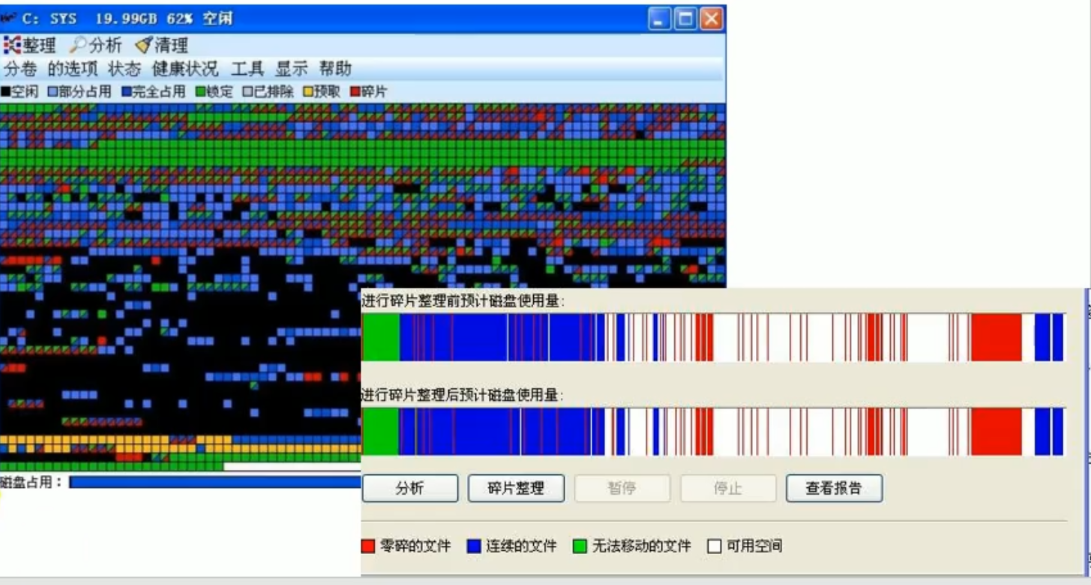 C: SYS 19.99GB 62% 空闲
整理 分析 清理
分卷 的选项 状态 健康状况 工具 显示 帮助
空闲 部分占用 完全占用 锁定 已排除 预取 碎片
进行碎片整理前预计磁盘使用量:
进行碎片整理后预计磁盘使用量:
磁盘占用:
分析 碎片整理 暂停 停止 查看报告
零碎的文件 连续的文件 无法移动的文件 可用空间